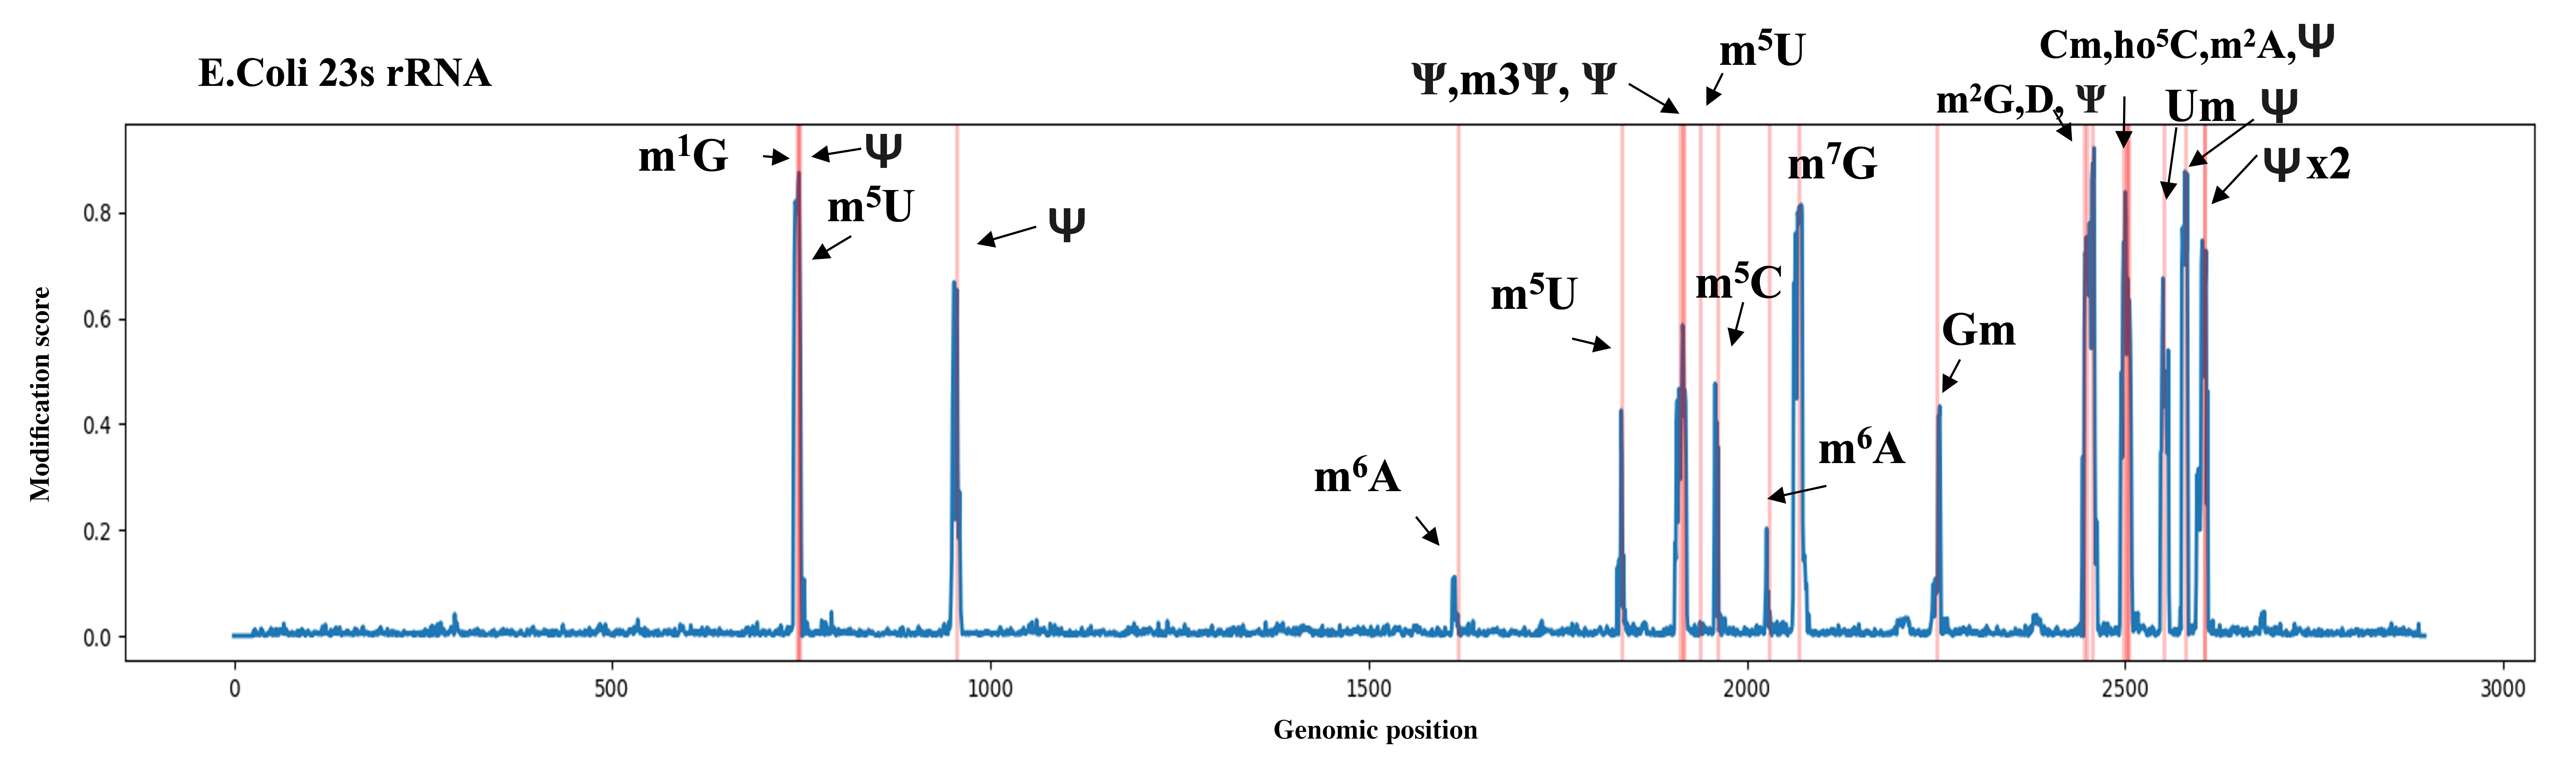 Cm,ho⁵C,m²A,Ψ
m⁵U
E.Coli 23s rRNA
Ψ,m3Ψ, Ψ
m²G,D, Ψ
Um
Ψ
m¹G
Ψ
m⁷G
Ψx2
m⁵U
Ψ
m⁵U
m⁵C
Gm
m⁶A
m⁶A
Modification score
0.8
0.6
0.4
0.2
0.0
0 500 1000 1500 2000 2500 3000
Genomic position